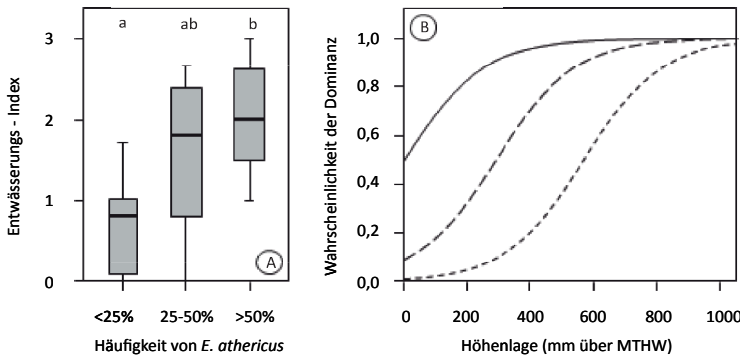 a ab b
3
2
1
0
Entwässerungs - Index
A
<25% 25-50% >50%
Häufigkeit von E. athericus
B
1,0
0,8
0,6
0,4
0,2
0,0
Wahrscheinlichkeit der Dominanz
0 200 400 600 800 1000
Höhenlage (mm über MTHW)